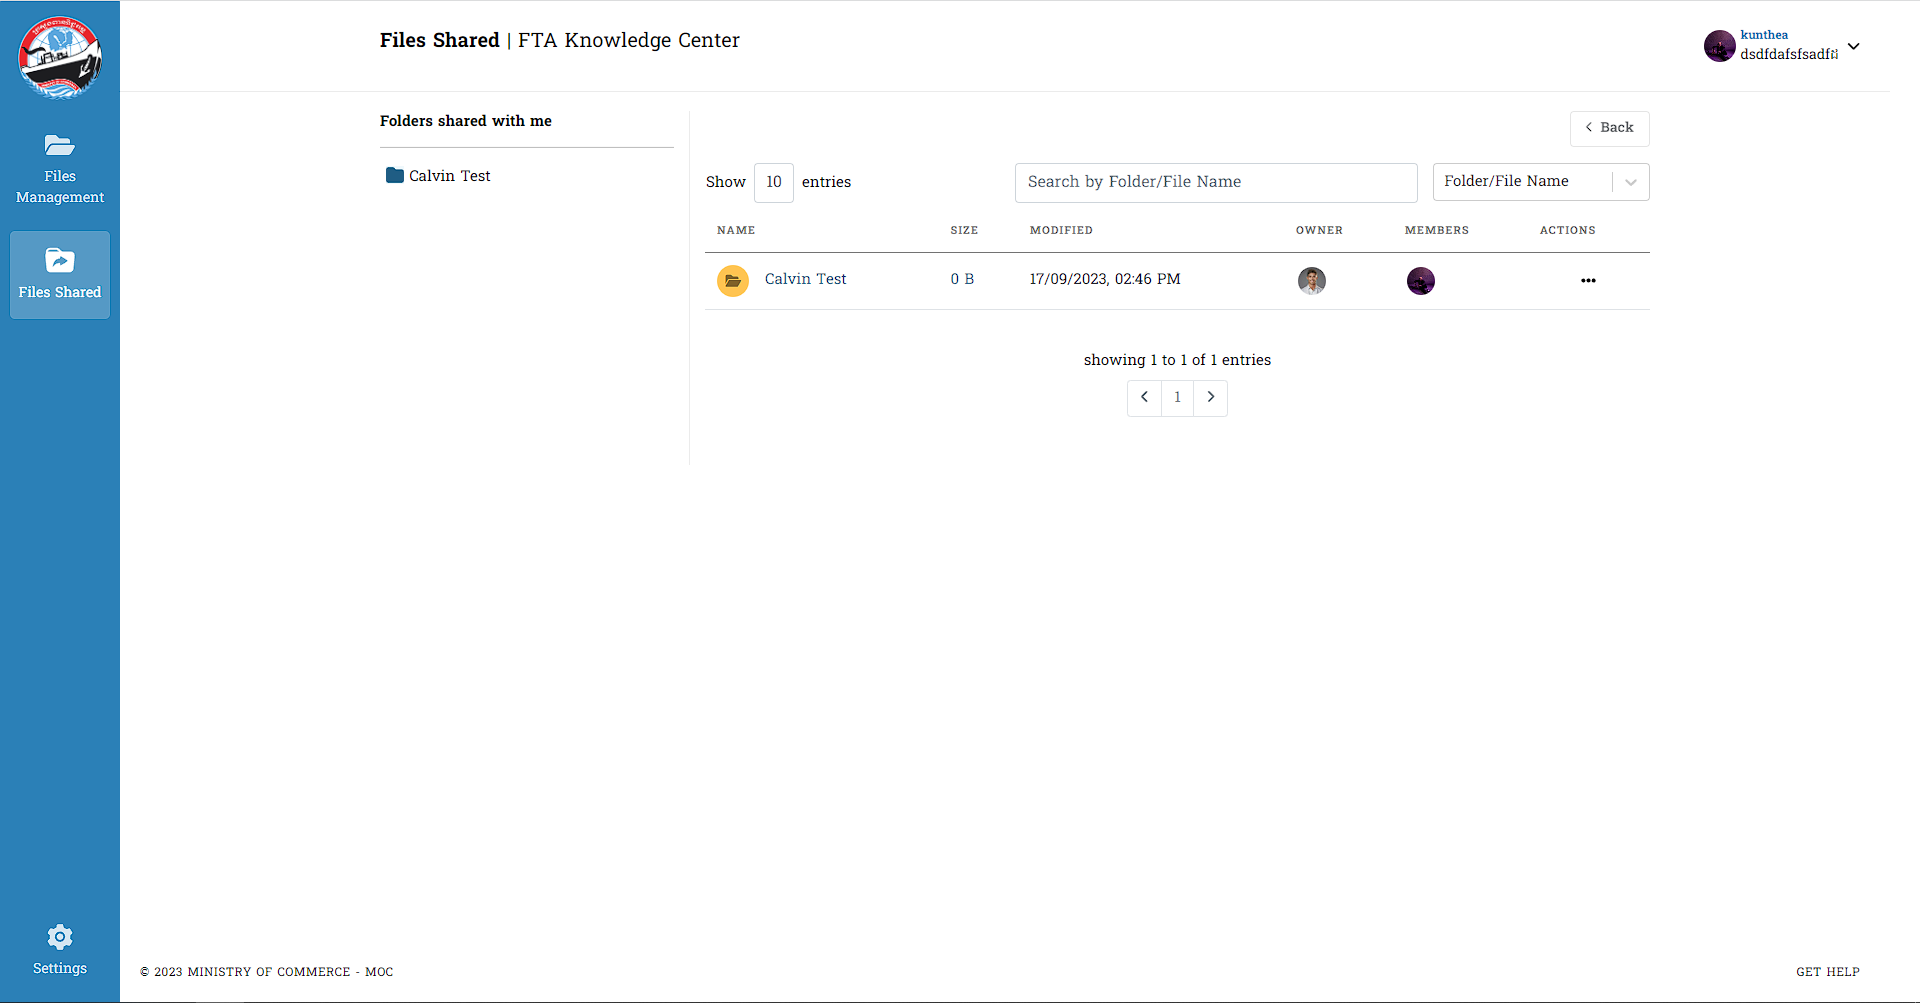 Files Shared | FTA Knowledge Center
kunthea
Files
Management
Files Shared
Settings
Folders shared with me
Calvin Test
Back
Show 10 entries
Search by Folder/File Name
Folder/File Name
NAME SIZE MODIFIED OWNER MEMBERS ACTIONS
Calvin Test 0 B 17/09/2023, 02:46 PM
showing 1 to 1 of 1 entries
1
© 2023 MINISTRY OF COMMERCE - MOC
GET HELP